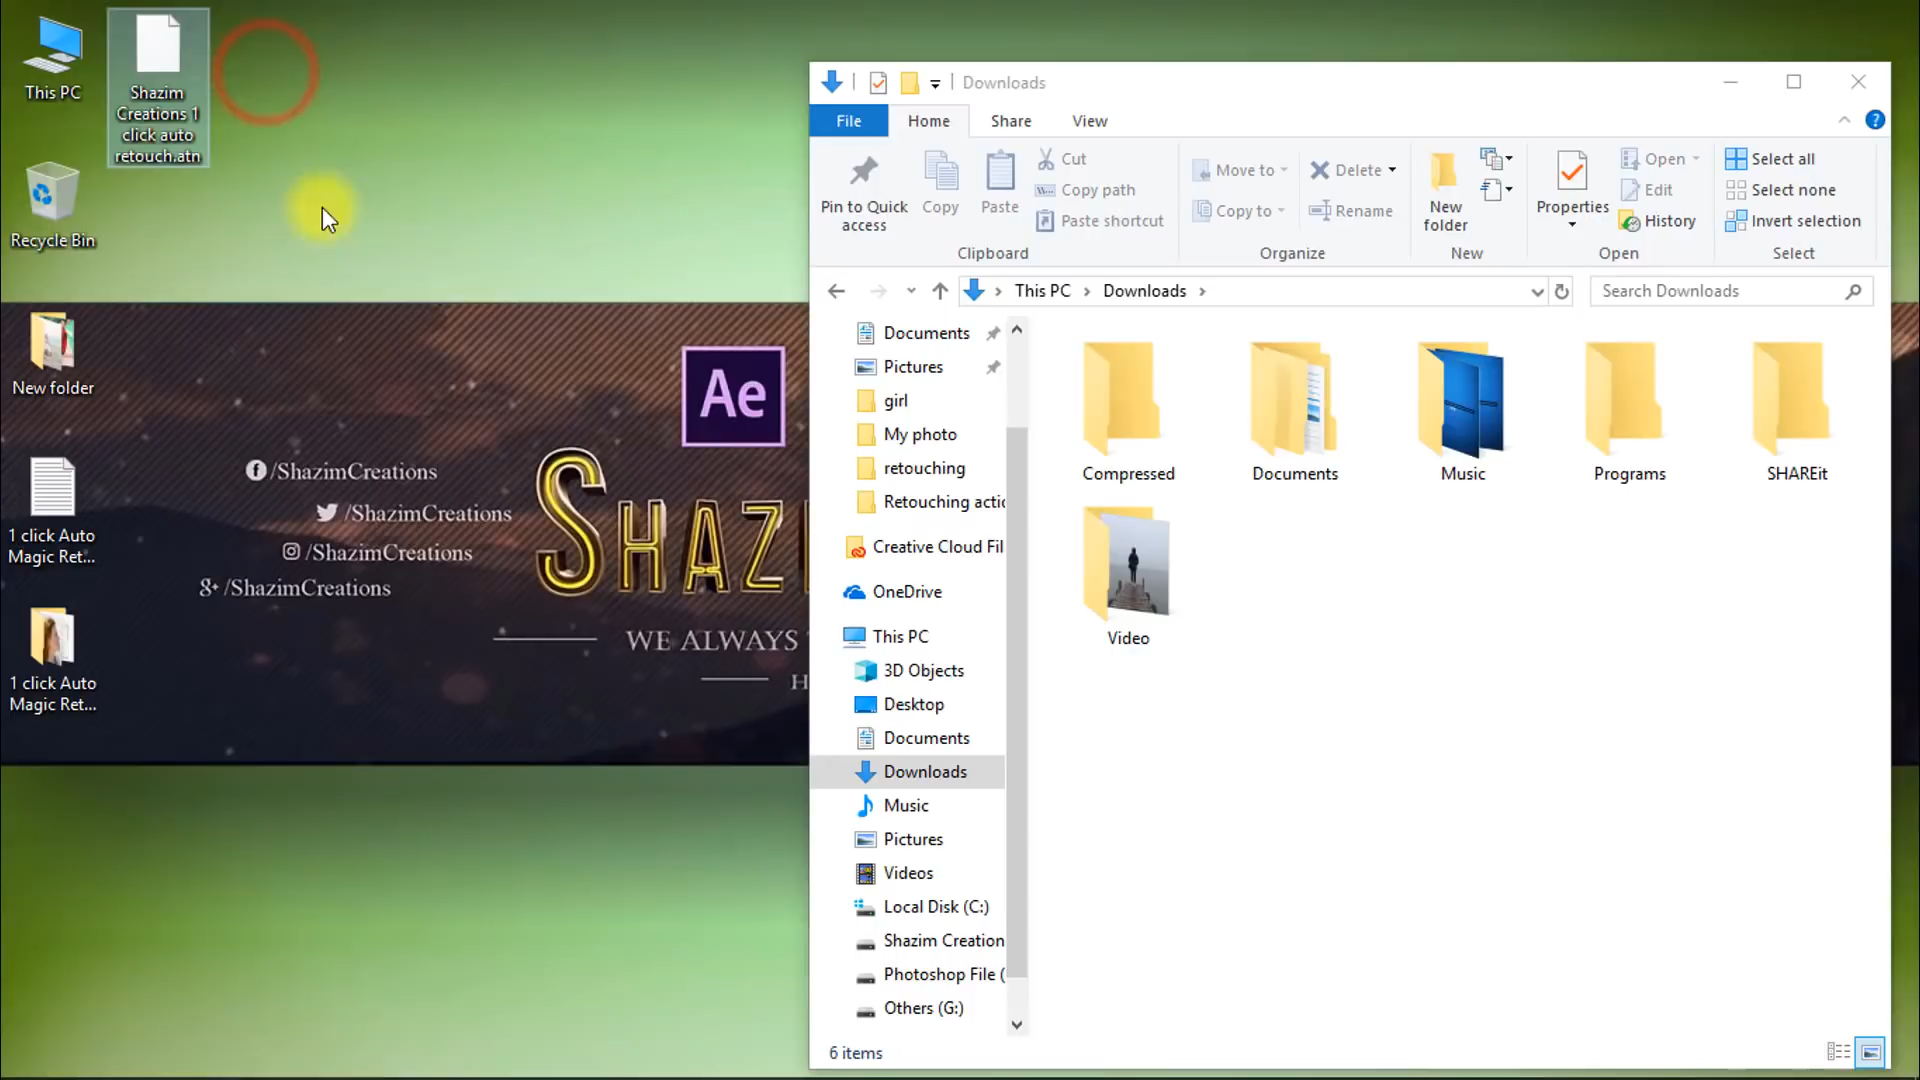 This PC
Shazim
Creations 1
click auto
retouch.atn
Recycle Bin
New folder
1 click Auto
Magic Ret...
1 click Auto
Magic Ret...
/ShazimCreations
/ShazimCreations
/ShazimCreations
8+ /ShazimCreations
Ae
SHAZ
WE ALWAYS
H
Downloads
File
Home
Share
View
Pin to Quick
access
Copy
Paste
Cut
Copy path
Paste shortcut
Clipboard
Move to
Copy to
Delete
Rename
Organize
New
folder
New
Properties
Open
Edit
History
Open
Select all
Select none
Invert selection
Select
This PC
Downloads
Search Downloads
Documents
Pictures
girl
My photo
retouching
Retouching actio
Creative Cloud Fil
OneDrive
This PC
3D Objects
Desktop
Documents
Downloads
Music
Pictures
Videos
Local Disk (C:)
Shazim Creation
Photoshop File (
Others (G:)
Compressed
Documents
Music
Programs
SHAREit
Video
6 items